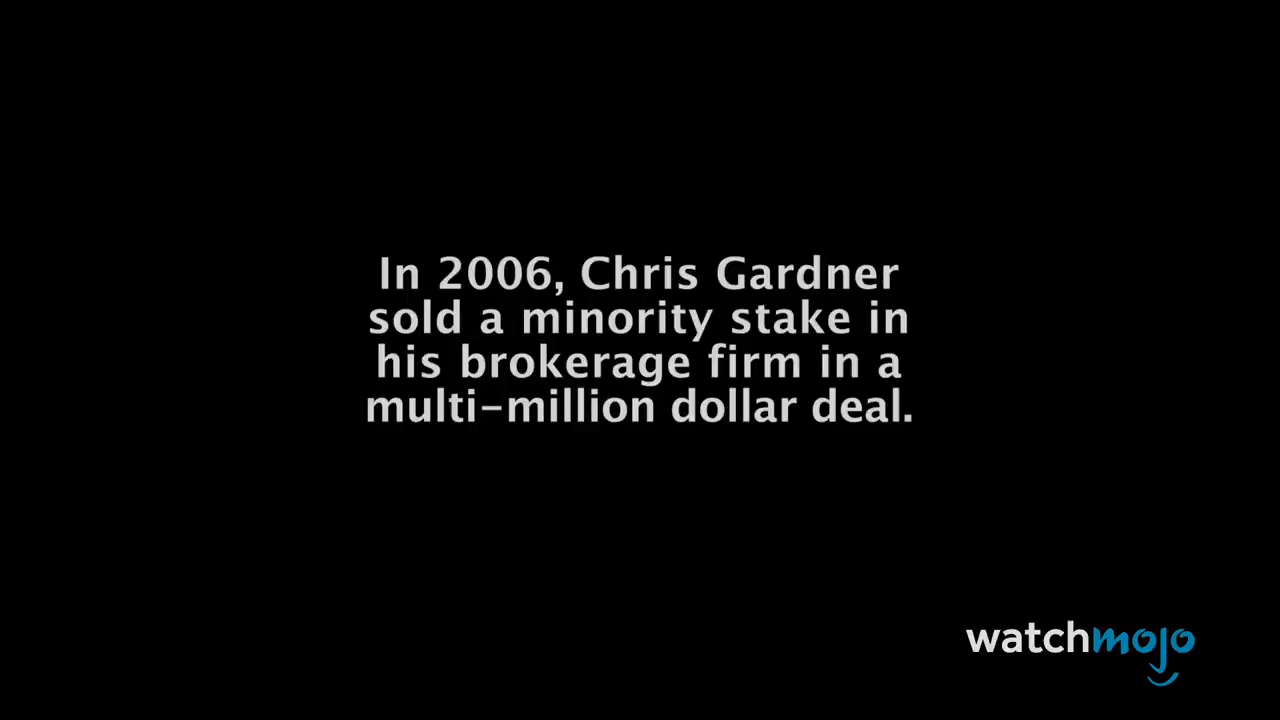 In 2006, Chris Gardner
sold a minority stake in
his brokerage firm in a
multi-million dollar deal.
watchmojo